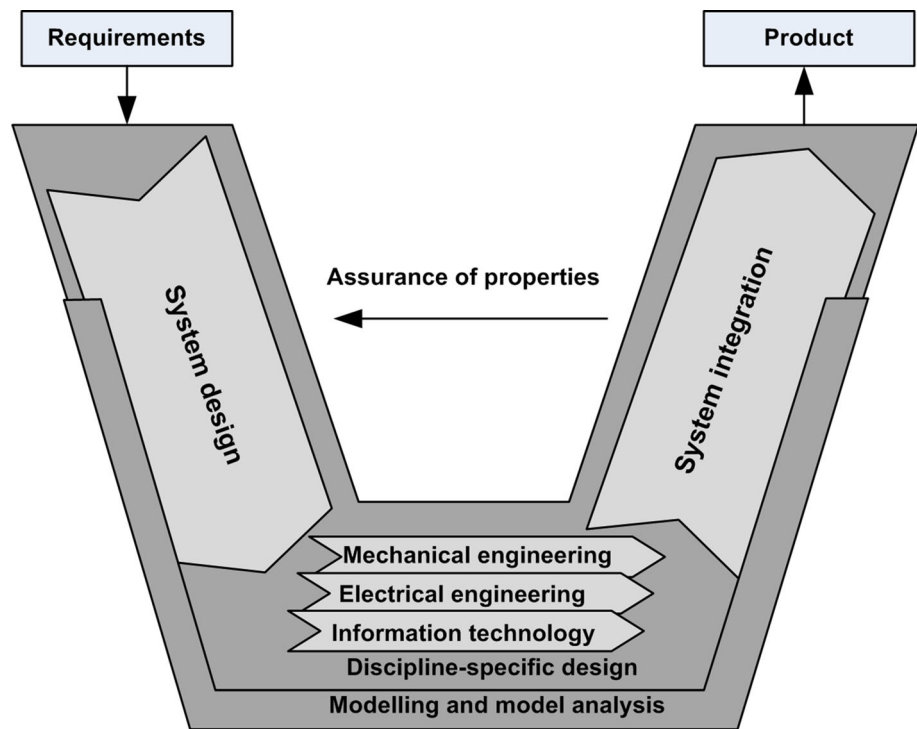 Requirements
Product
Assurance of properties
System design
System integration
Mechanical engineering
Electrical engineering
Information technology
Discipline-specific design
Modelling and model analysis